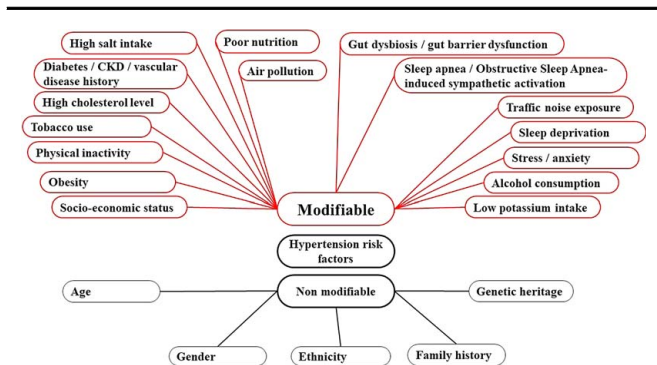 High salt intake
Poor nutrition
Gut dysbiosis / gut barrier dysfunction
Diabetes / CKD / vascular
disease history
Air pollution
Sleep apnea / Obstructive Sleep Apnea-
induced sympathetic activation
High cholesterol level
Traffic noise exposure
Tobacco use
Sleep deprivation
Physical inactivity
Stress / anxiety
Obesity
Alcohol consumption
Socio-economic status
Modifiable
Low potassium intake
Hypertension risk
factors
Age
Non modifiable
Genetic heritage
Gender
Ethnicity
Family history